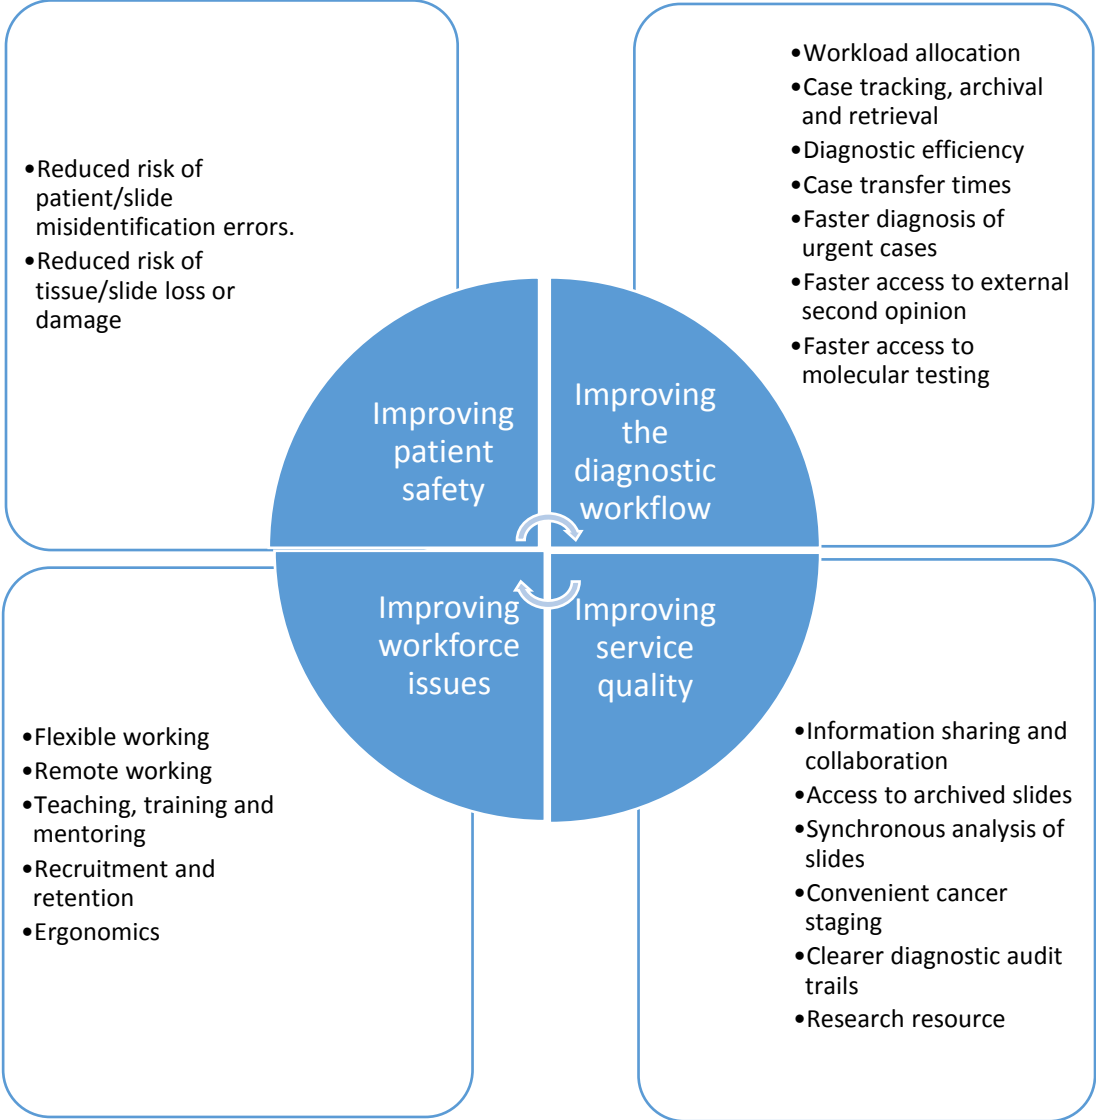 •Reduced risk of
patient/slide
misidentification errors.
•Reduced risk of
tissue/slide loss or
damage
•Workload allocation
•Case tracking, archival
and retrieval
•Diagnostic efficiency
•Case transfer times
•Faster diagnosis of
urgent cases
•Faster access to external
second opinion
•Faster access to
molecular testing
Improving
patient
safety
Improving
the
diagnostic
workflow
Improving
workforce
issues
Improving
service
quality
•Flexible working
•Remote working
•Teaching, training and
mentoring
•Recruitment and
retention
•Ergonomics
•Information sharing and
collaboration
•Access to archived slides
•Synchronous analysis of
slides
•Convenient cancer
staging
•Clearer diagnostic audit
trails
•Research resource